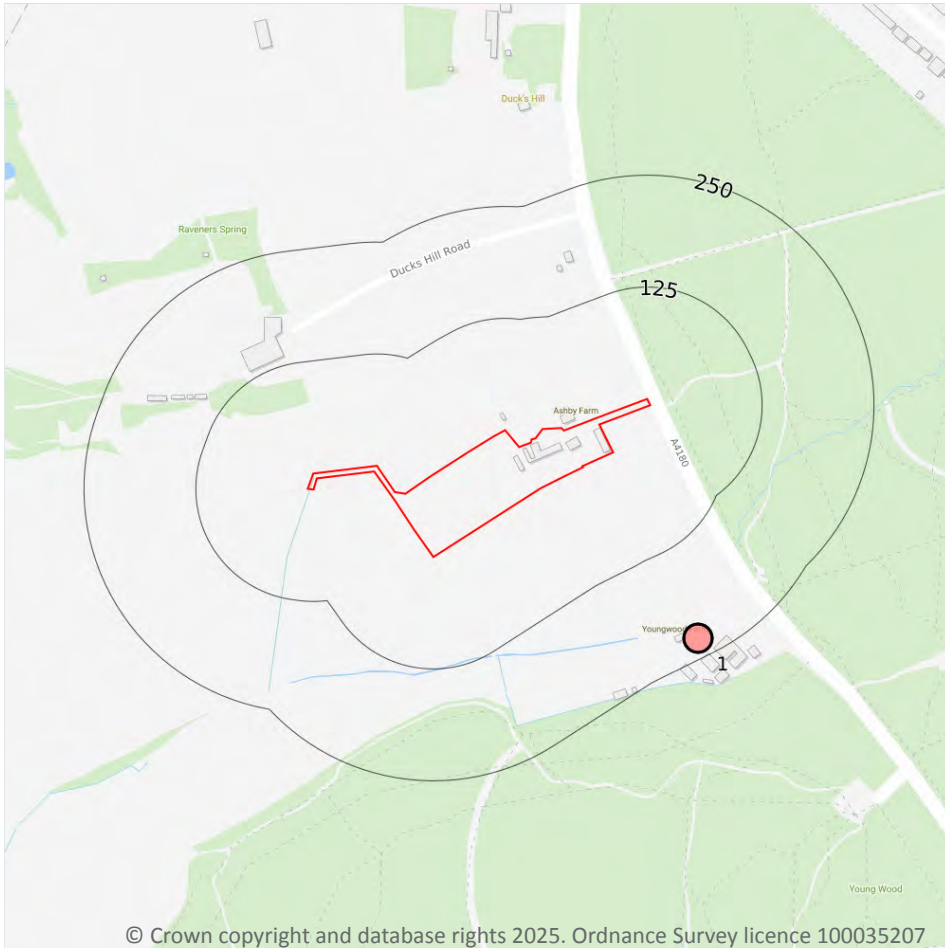 Duck's Hill
250
Raveners Spring
Ducks Hill Road
125
Ashby Farm
A4180
1
Young Wood
© Crown copyright and database rights 2025. Ordnance Survey licence 100035207